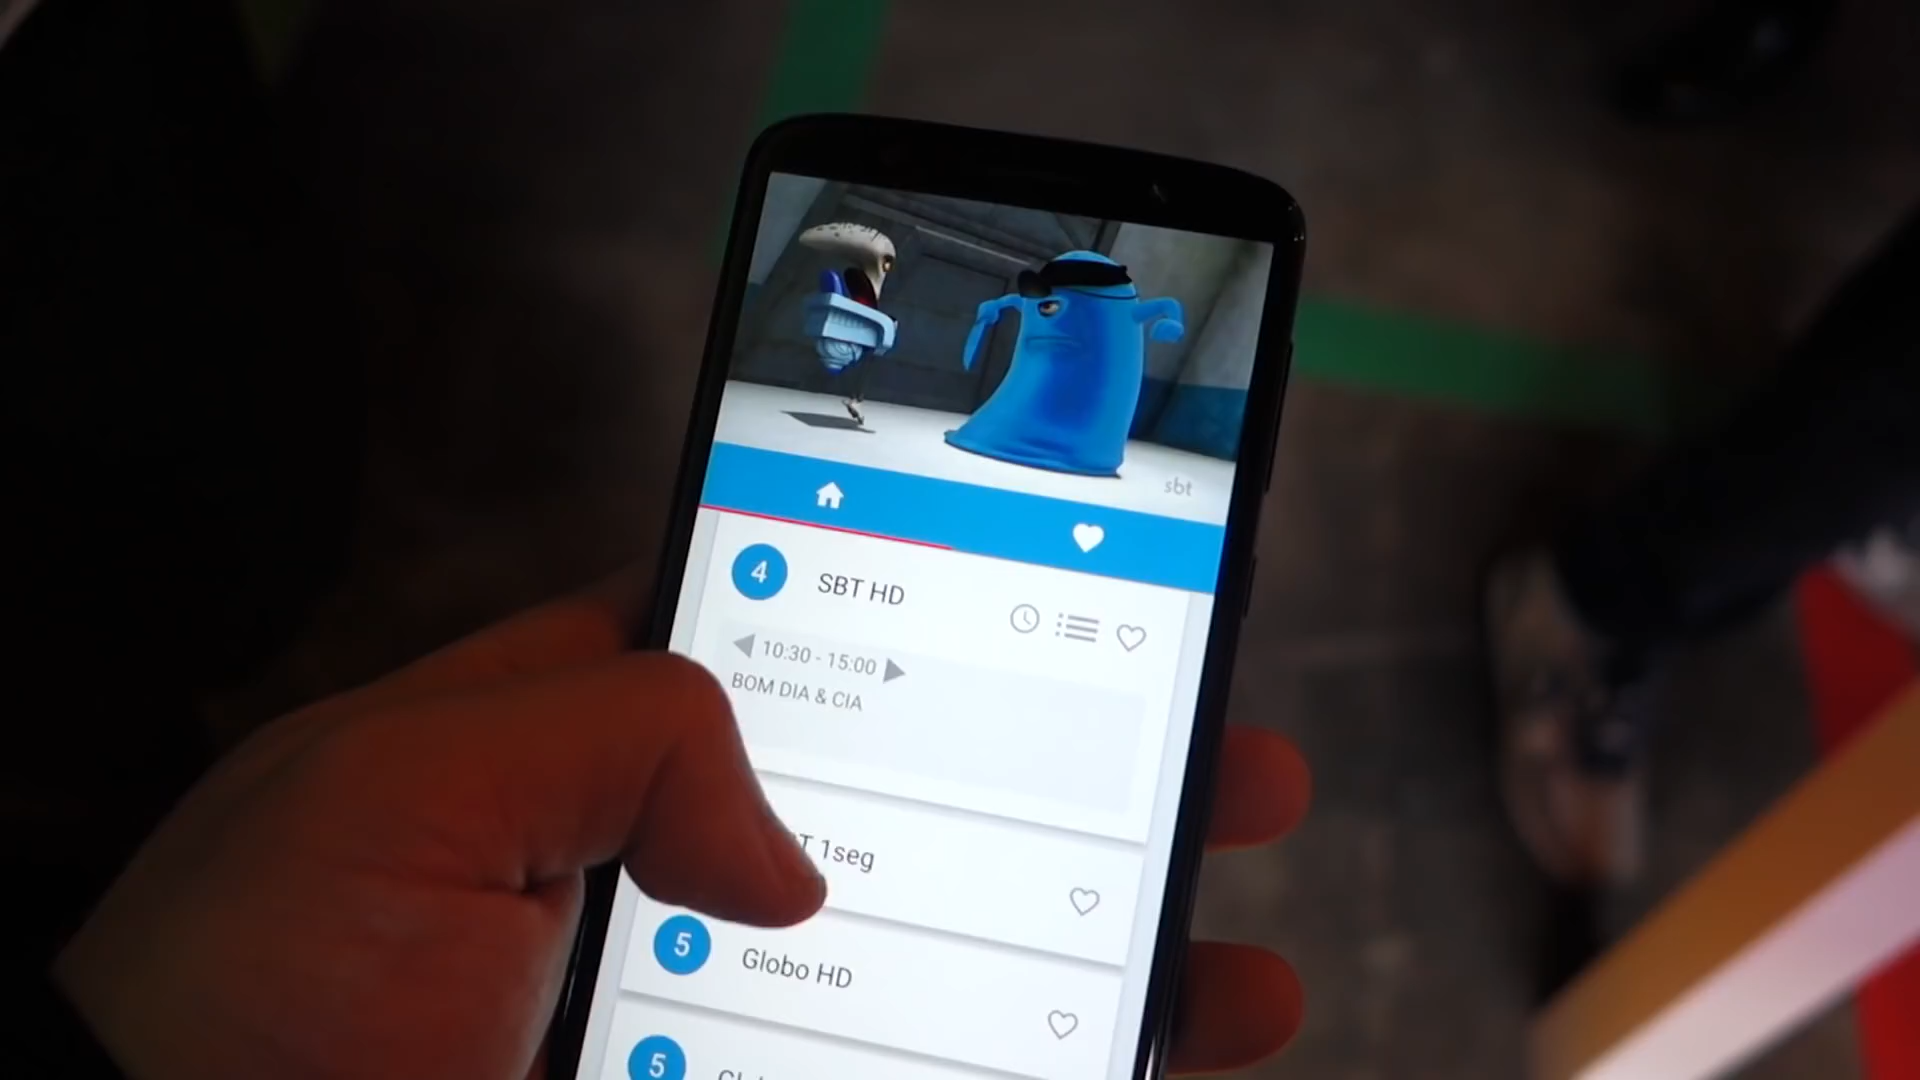 sbt
4 SBT HD
10:30 - 15:00
BOM DIA & CIA
1seg
5 Globo HD
5